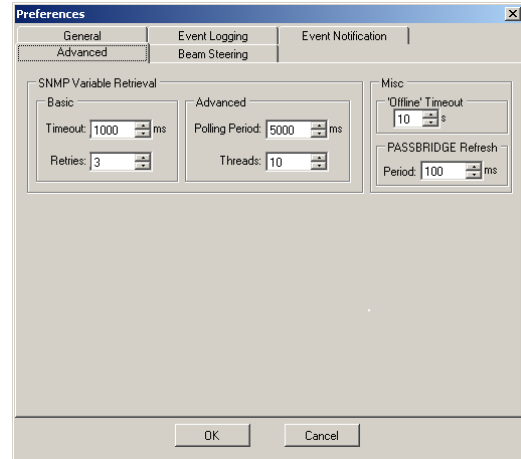 Preferences
General
Event Logging
Event Notification
Advanced
Beam Steering
SNMP Variable Retrieval
Basic
Timeout: 1000 ms
Retries: 3
Advanced
Polling Period: 5000 ms
Threads: 10
Misc
'Offline' Timeout
10 s
PASSBRIDGE Refresh
Period: 100 ms
OK
Cancel